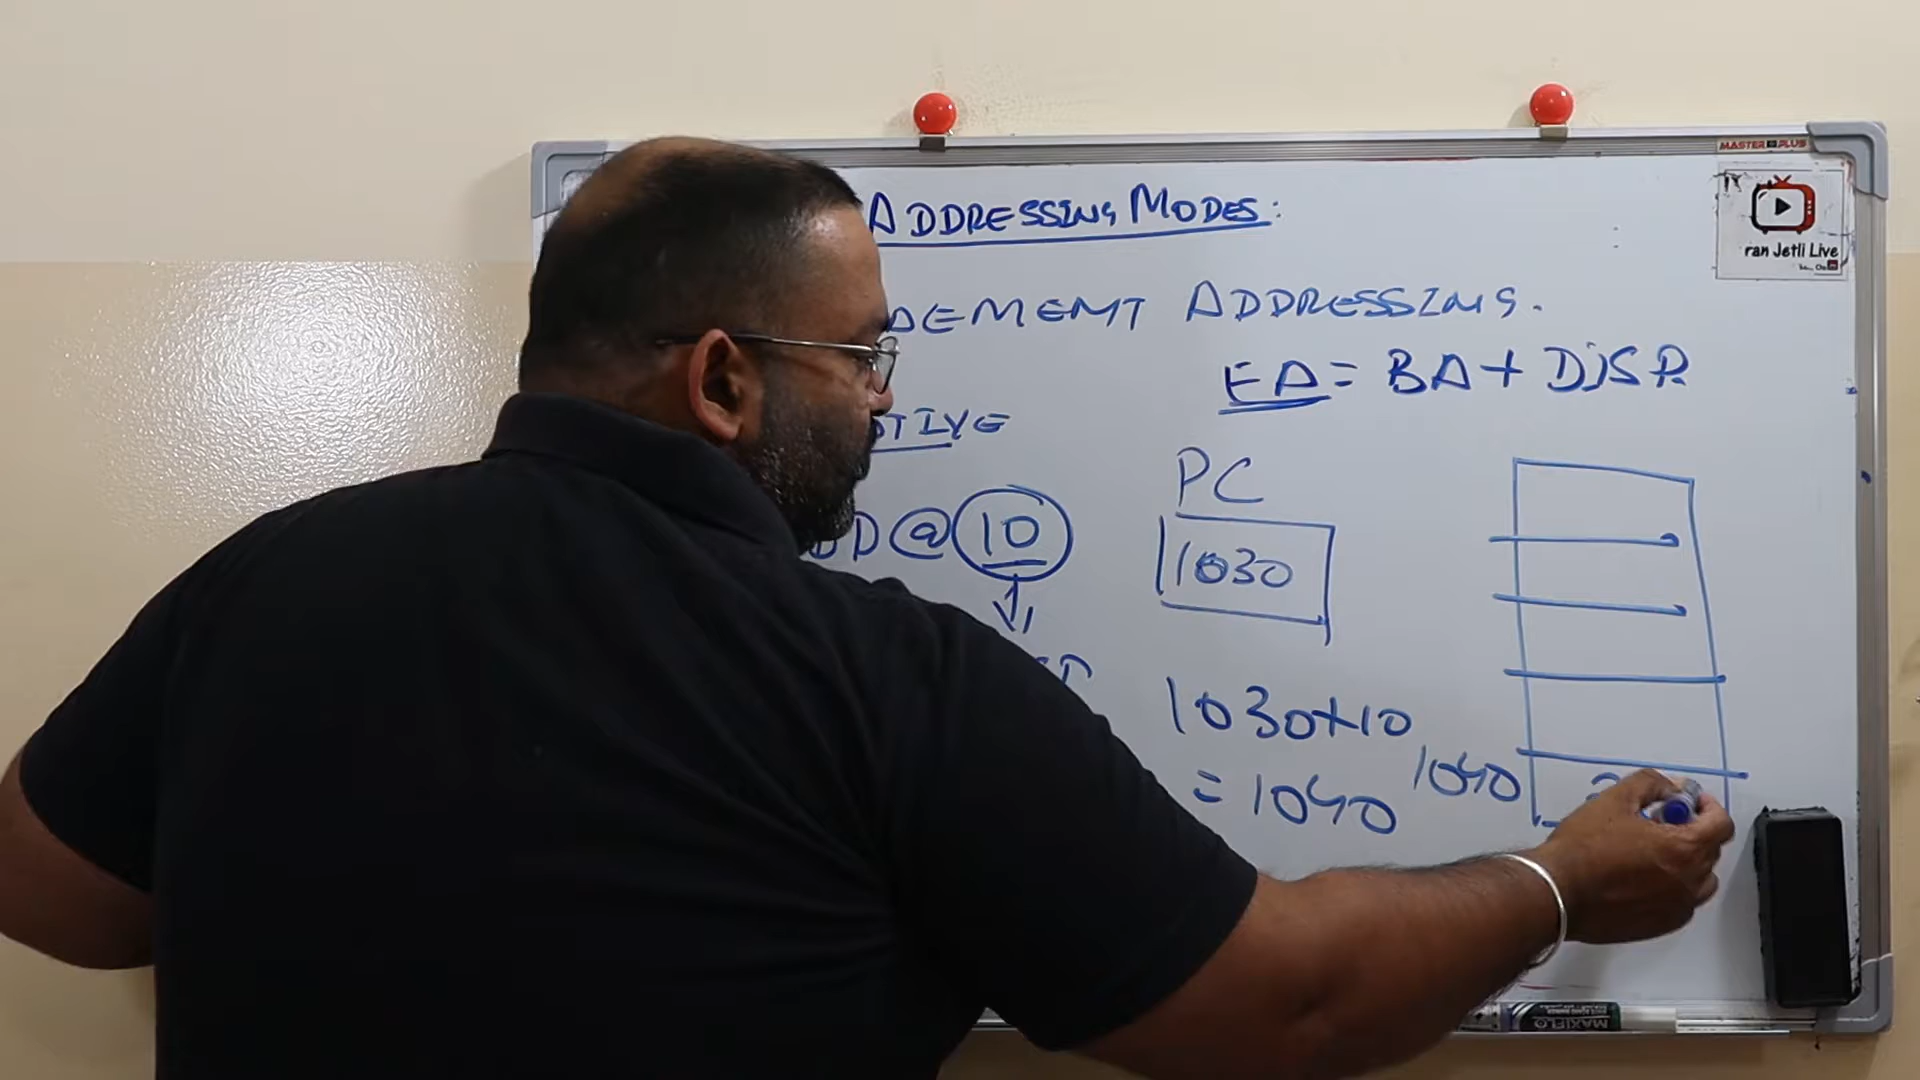 MASTER PLUS
ran Jetli Live
ADDRESSING MODES:
DEMEMT ADDRESSING.
EA = BA + DISP.
TIVE
PC
D@10
1030
1030+10
= 1040
1040
MAXIFLO